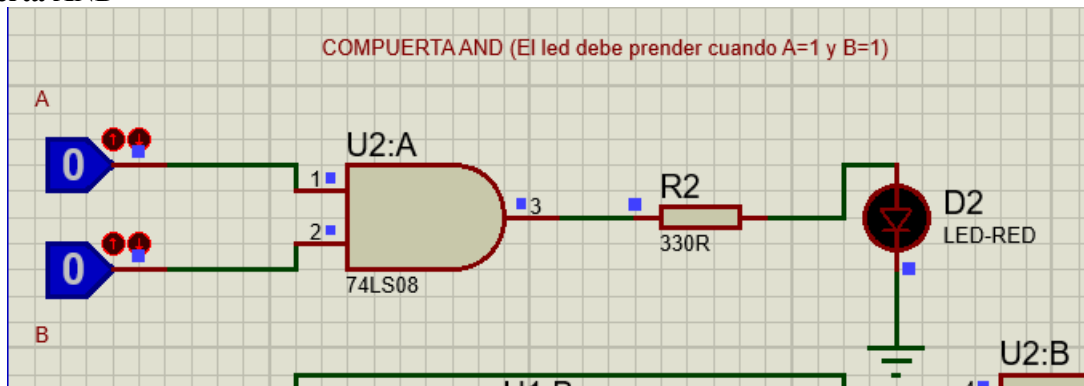 COMPUERTA AND (El led debe prender cuando A=1 y B=1)
A
0
U2:A
1
2
3
74LS08
R2
330R
D2
LED-RED
0
B
U2:B